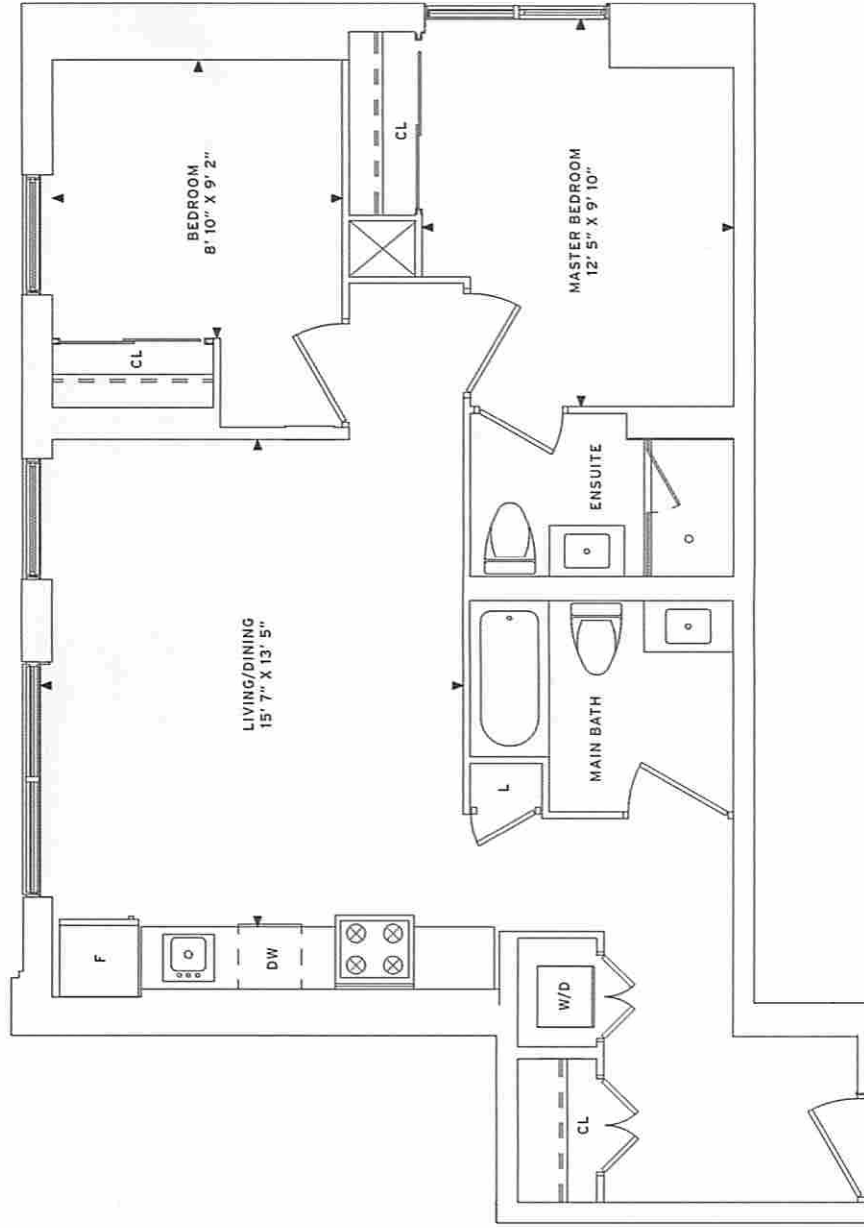 BEDROOM
8' 10" X 9' 2"
CL
CL
MASTER BEDROOM
12' 5" X 9' 10"
LIVING/DINING
15' 7" X 13' 5"
ENSUITE
MAIN BATH
L
F
DW
W/D
CL